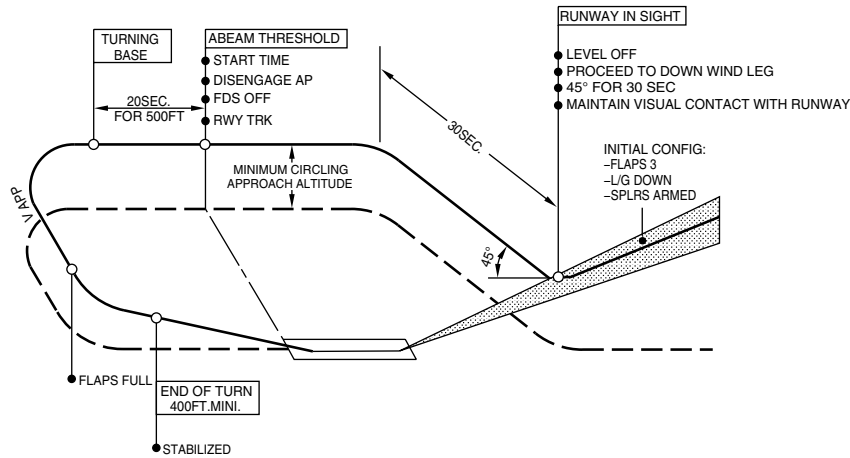 RUNWAY IN SIGHT
LEVEL OFF
PROCEED TO DOWN WIND LEG
45° FOR 30 SEC
MAINTAIN VISUAL CONTACT WITH RUNWAY
TURNING
BASE
ABEAM THRESHOLD
START TIME
DISENGAGE AP
FDS OFF
RWY TRK
20SEC.
FOR 500FT
30SEC.
INITIAL CONFIG:
–FLAPS 3
–L/G DOWN
–SPLRS ARMED
MINIMUM CIRCLING
APPROACH ALTITUDE
V APP
45°
FLAPS FULL
END OF TURN
400FT.MINI.
STABILIZED